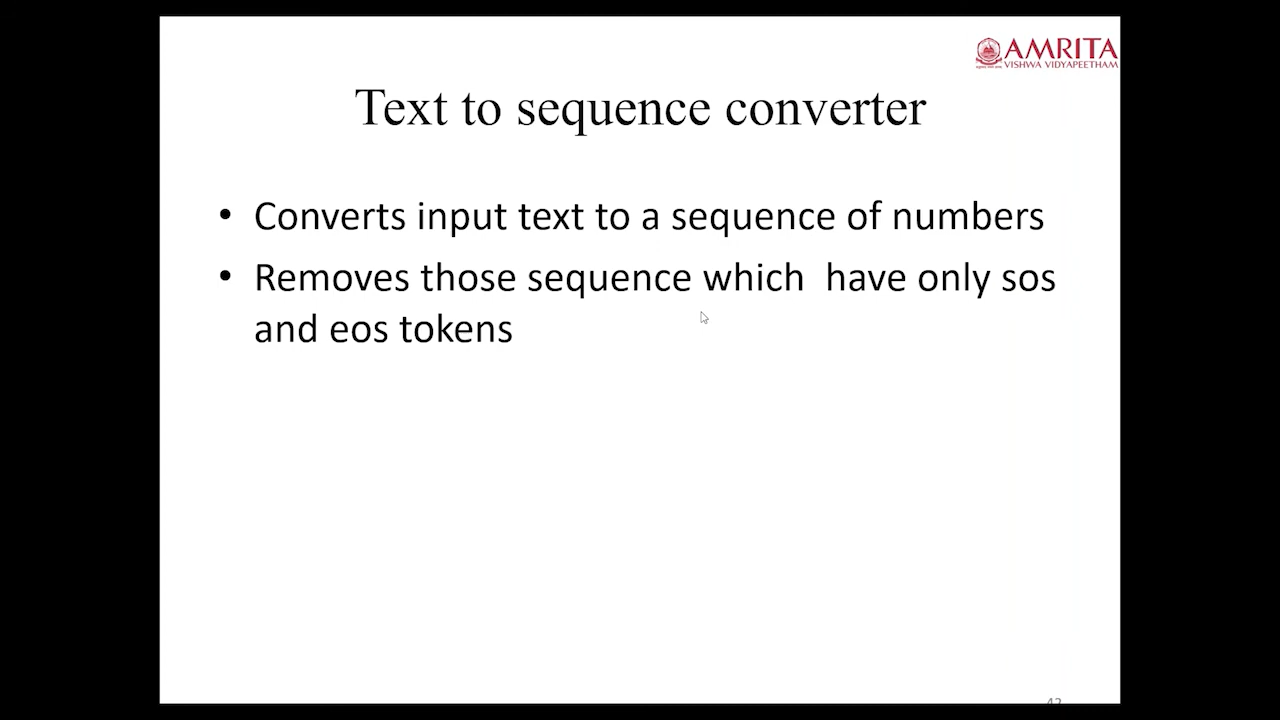 AMRITA
VISHWA VIDYAPEETHAM
Text to sequence converter
• Converts input text to a sequence of numbers
• Removes those sequence which  have only sos
and eos tokens